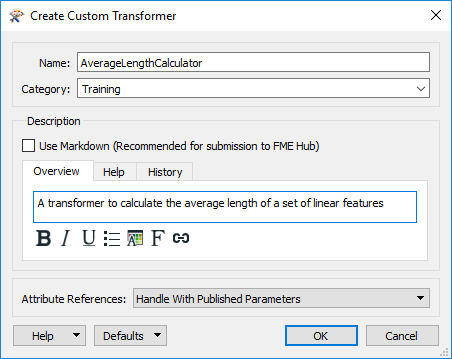 Create Custom Transformer
Name: AverageLengthCalculator
Category: Training
Description
Use Markdown (Recommended for submission to FME Hub)
Overview Help History
A transformer to calculate the average length of a set of linear features
B I U A F
Attribute References: Handle With Published Parameters
Help Defaults OK Cancel